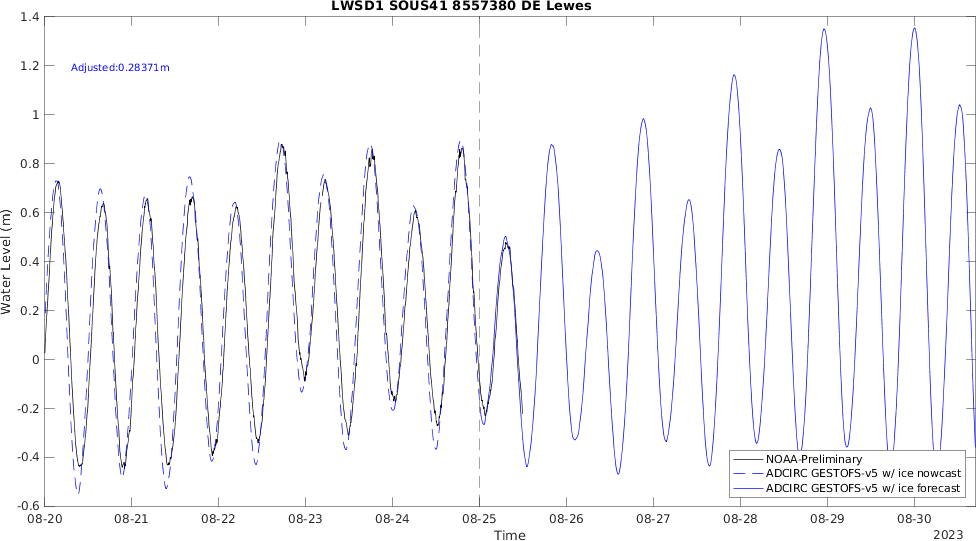 LWSD1 SOUS41 8557380 DE Lewes
1.4
1.2
1
0.8
0.6
0.4
0.2
0
-0.2
-0.4
-0.6
Water Level (m)
Adjusted:0.28371m
NOAA-Preliminary
ADCIRC GESTOFS-v5 w/ ice nowcast
ADCIRC GESTOFS-v5 w/ ice forecast
08-20 08-21 08-22 08-23 08-24 08-25 08-26 08-27 08-28 08-29 08-30
Time
2023